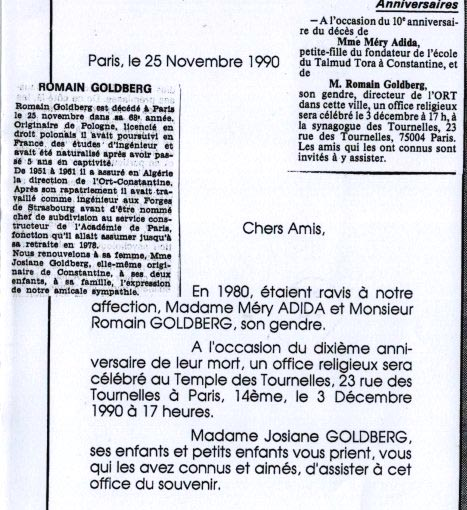 Anniversaires
— A l'occasion du 10e anniversai-
re du décès de
Mme Méry Adida,
petite-fille du fondateur de l'école
du Talmud Tora à Constantine, et
de
M. Romain Goldberg,
son gendre, directeur de l'ORT
dans cette ville, un office religieux
sera célébré le 3 décembre à 17 h, à
la synagogue des Tournelles, 23
rue des Tournelles, 75004 Paris.
Les amis qui les ont connus sont
invités à y assister.
Paris, le 25 Novembre 1990
ROMAIN GOLDBERG
Romain Goldberg est décédé à Paris
le 25 novembre dans sa 68e année.
Originaire de Pologne, licencié en
droit polonais il avait poursuivi en
France des études d'ingénieur et
avait été naturalisé après avoir pas-
sé 5 ans en captivité.
De 1951 à 1961 il a assuré en Algérie
la direction de l'Ort-Constantine.
Après son rapatriement il avait tra-
vaillé comme ingénieur aux Forges
de Strasbourg avant d'être nommé
chef de subdivision au service cons-
tructeur de l'Académie de Paris,
fonction qu'il allait assumer jusqu'à
sa retraite en 1978.
Nous renouvelons à sa femme, Mme
Josiane Goldberg, elle-même origi-
naire de Constantine, à ses deux
enfants, à sa famille, l'expression
de notre amicale sympathie.
Chers Amis,
En 1980, étaient ravis à notre
affection, Madame Méry ADIDA et Monsieur
Romain GOLDBERG, son gendre.
A l'occasion du dixième anni-
versaire de leur mort, un office religieux sera
célébré au Temple des Tournelles, 23 rue des
Tournelles à Paris, 14ème, le 3 Décembre
1990 à 17 heures.
Madame Josiane GOLDBERG,
ses enfants et petits enfants vous prient, vous
qui les avez connus et aimés, d'assister à cet
office du souvenir.